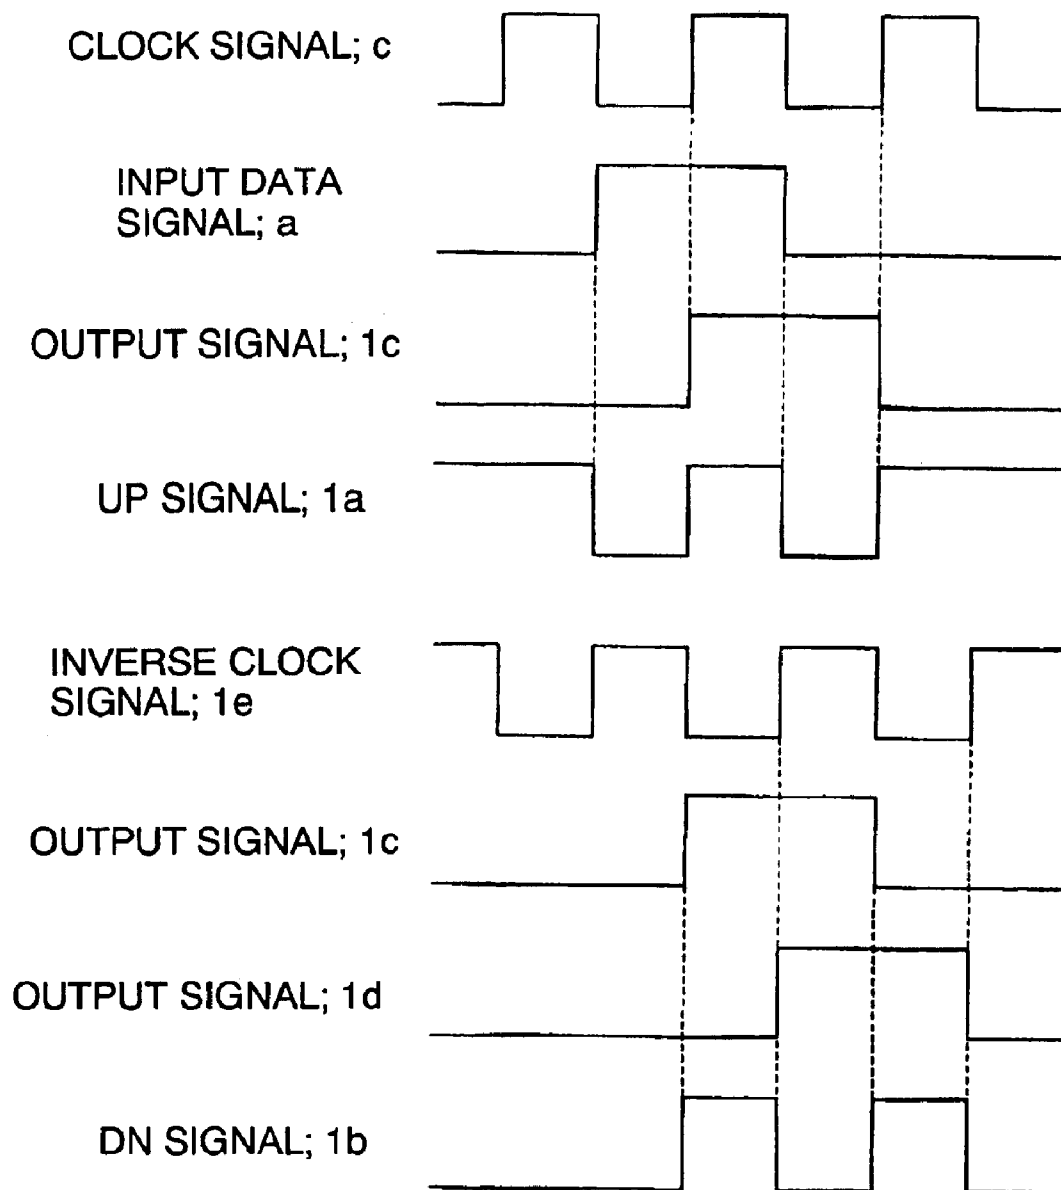 CLOCK SIGNAL; c
INPUT DATA
SIGNAL; a
OUTPUT SIGNAL; 1c
UP SIGNAL; 1a
INVERSE CLOCK
SIGNAL; 1e
OUTPUT SIGNAL; 1c
OUTPUT SIGNAL; 1d
DN SIGNAL; 1b